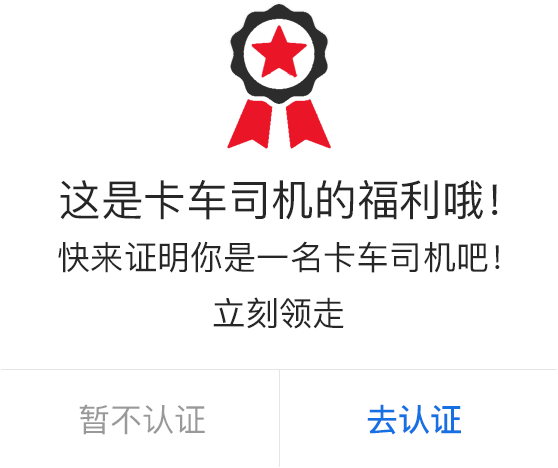 这是卡车司机的福利哦！
快来证明你是一名卡车司机吧！
立刻领走
暂不认证
去认证